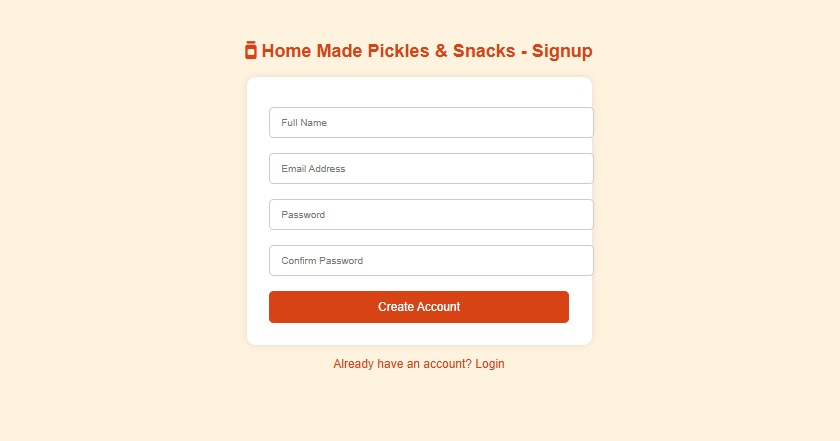 Home Made Pickles & Snacks - Signup
Full Name
Email Address
Password
Confirm Password
Create Account
Already have an account? Login